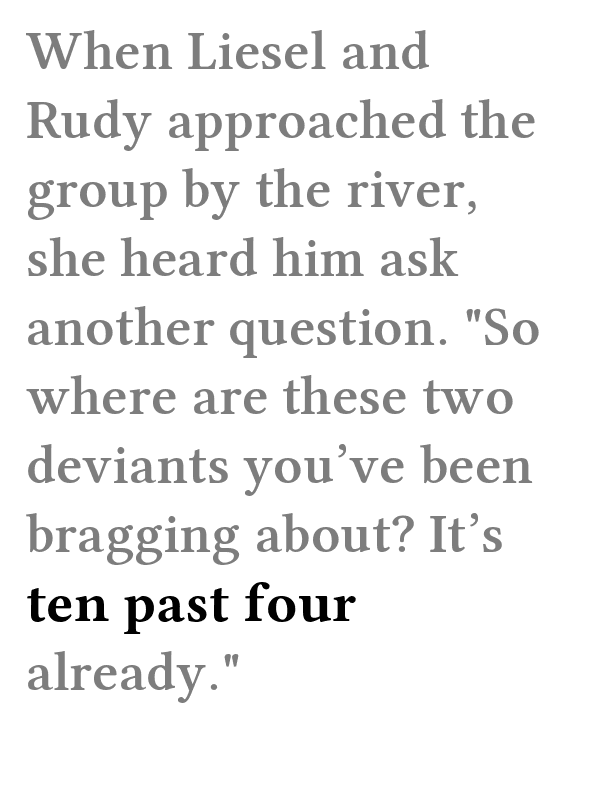 When Liesel and
Rudy approached the
group by the river,
she heard him ask
another question. "So
where are these two
deviants you’ve been
bragging about? It’s
ten past four
already."